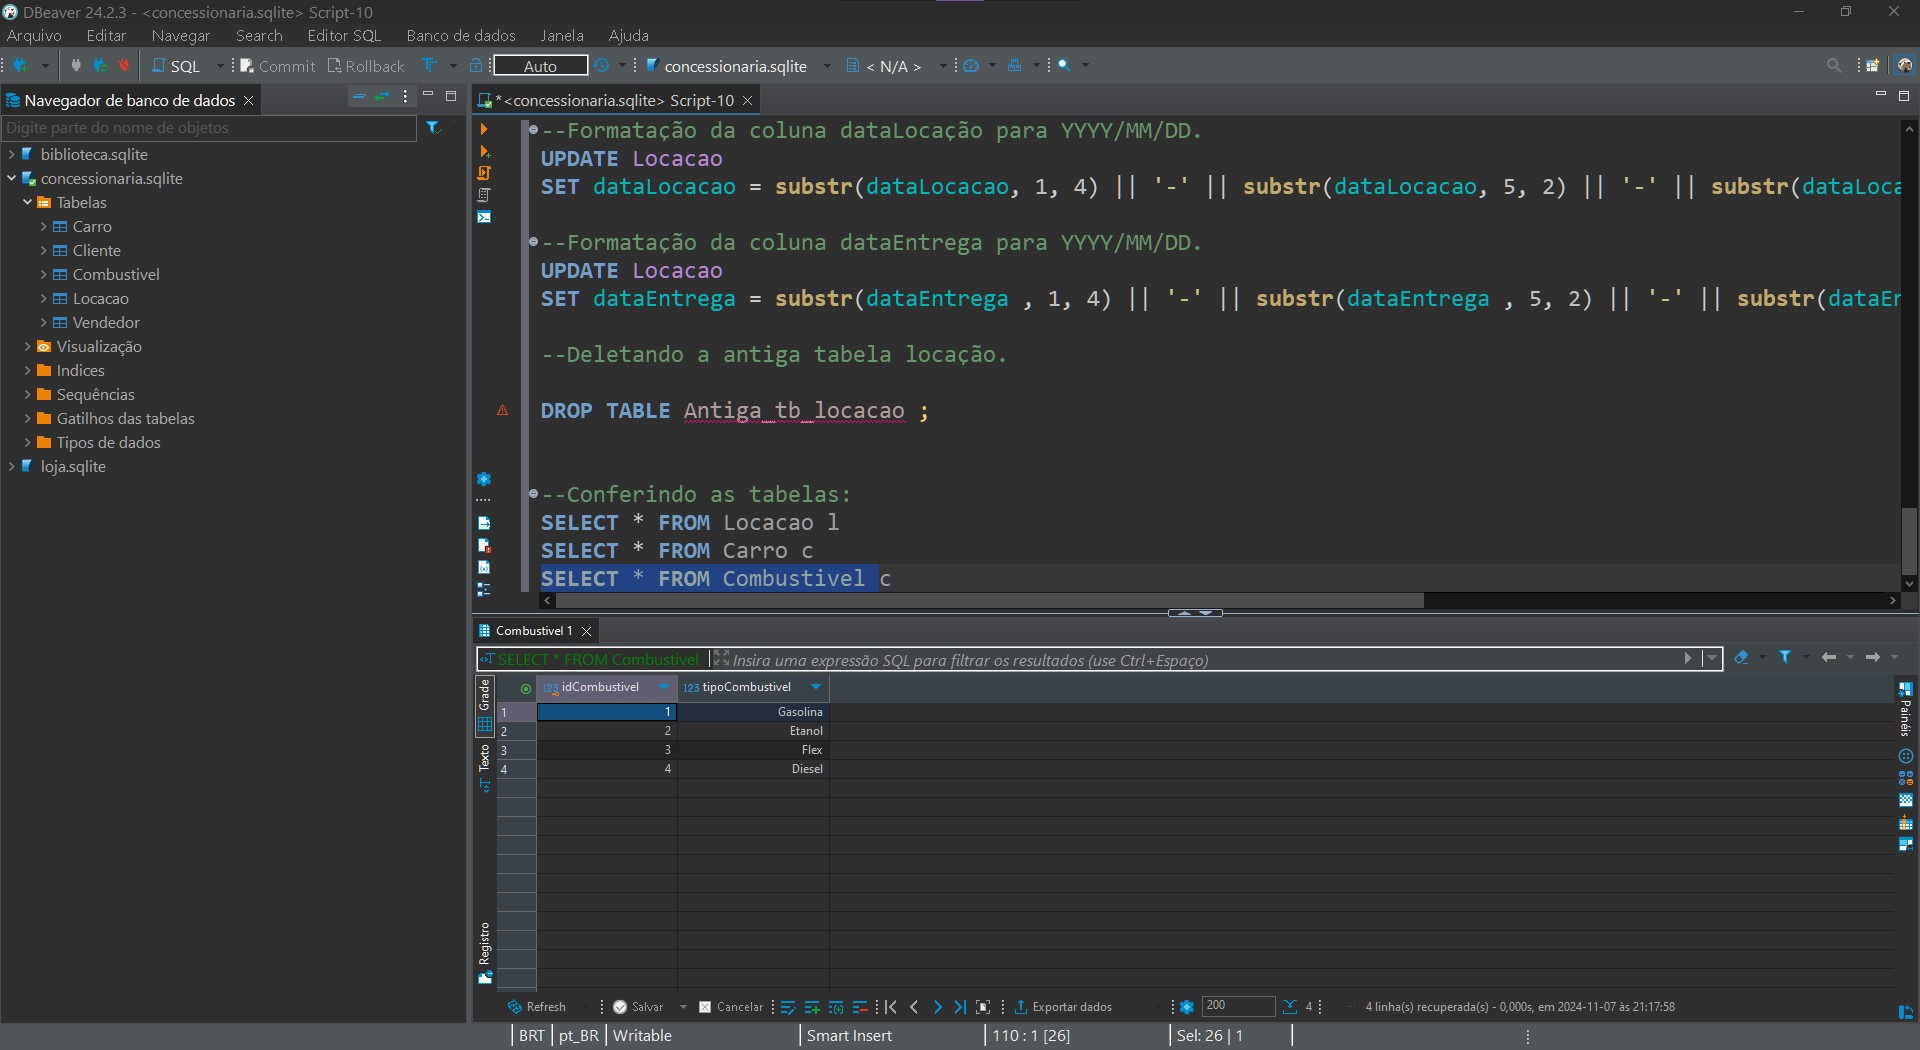 DBeaver 24.2.3 - <concessionaria.sqlite> Script-10
Arquivo Editar Navegar Search Editor SQL Banco de dados Janela Ajuda
SQL Commit Rollback Auto concessionaria.sqlite < N/A >
Navegador de banco de dados
Digite parte do nome de objetos
biblioteca.sqlite
concessionaria.sqlite
Tabelas
Carro
Cliente
Combustivel
Locacao
Vendedor
Visualização
Indices
Sequências
Gatilhos das tabelas
Tipos de dados
loja.sqlite
*<concessionaria.sqlite> Script-10
--Formatação da coluna dataLocação para YYYY/MM/DD.
UPDATE Locacao
SET dataLocacao = substr(dataLocacao, 1, 4) || '-' || substr(dataLocacao, 5, 2) || '-' || substr(dataLoca
--Formatação da coluna dataEntrega para YYYY/MM/DD.
UPDATE Locacao
SET dataEntrega = substr(dataEntrega , 1, 4) || '-' || substr(dataEntrega , 5, 2) || '-' || substr(dataEr
--Deletando a antiga tabela locação.
DROP TABLE Antiga_tb_locacao ;
--Conferindo as tabelas:
SELECT * FROM Locacao l
SELECT * FROM Carro c
SELECT * FROM Combustivel c
Combustivel 1
SELECT * FROM Combustivel Insira uma expressão SQL para filtrar os resultados (use Ctrl+Espaço)
Grade
Texto
Registro
123 idCombustivel 123 tipoCombustivel
1 1 Gasolina
2 2 Etanol
3 3 Flex
4 4 Diesel
Painéis
Refresh Salvar Cancelar Exportar dados 200 4 4 linha(s) recuperada(s) - 0,000s, em 2024-11-07 às 21:17:58
BRT pt_BR Writable Smart Insert 110 : 1 [26] Sel: 26 | 1